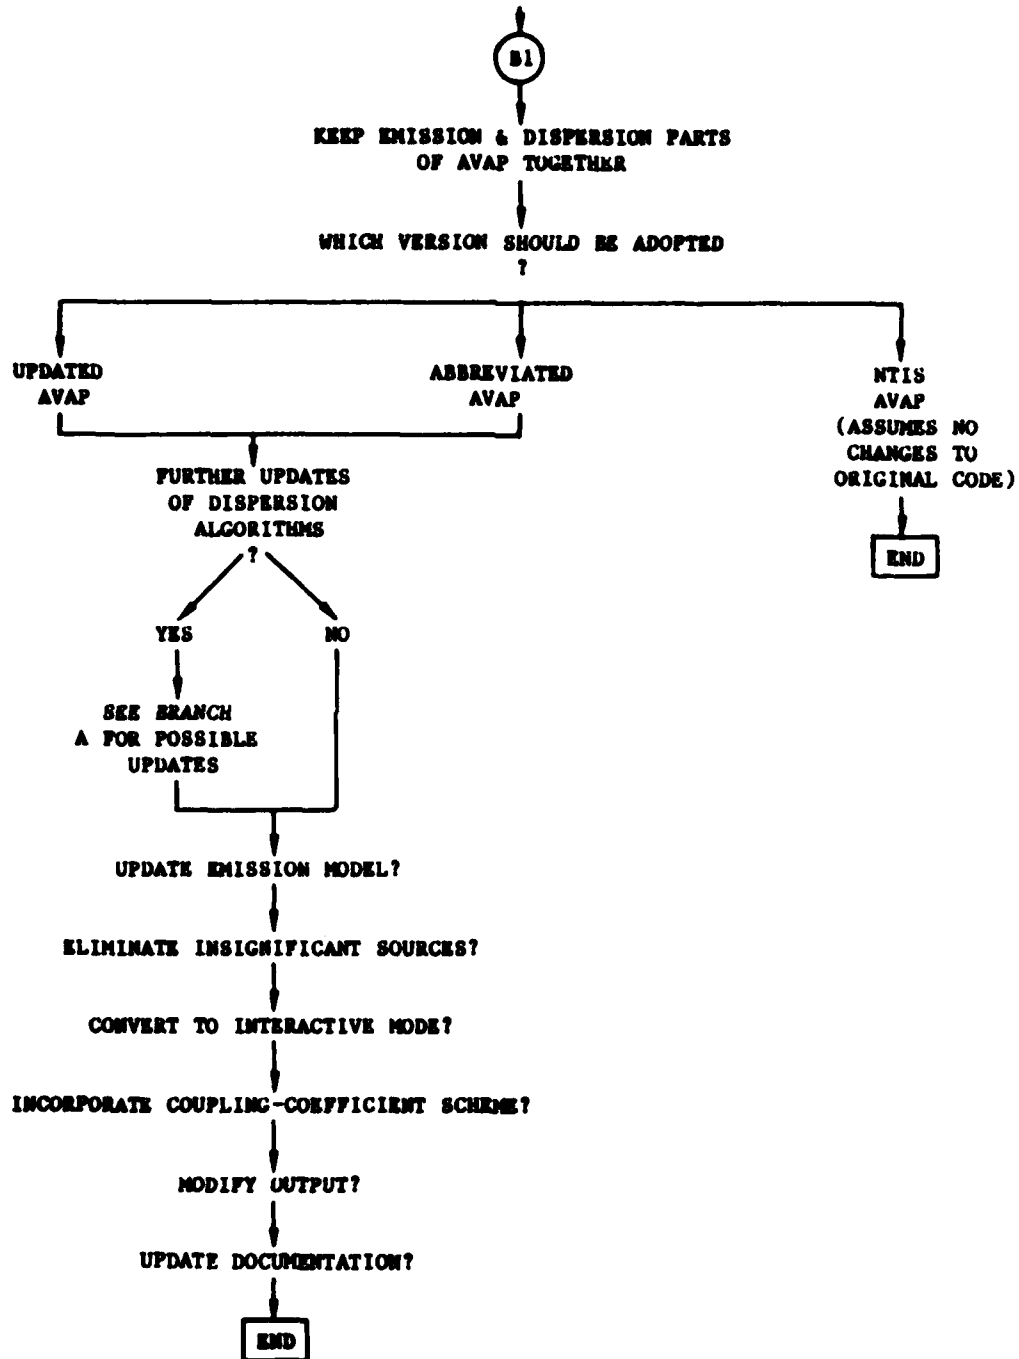 B1
KEEP EMISSION & DISPERSION PARTS
OF AVAP TOGETHER
WHICH VERSION SHOULD BE ADOPTED
?
UPDATED
AVAP
ABBREVIATED
AVAP
NTIS
AVAP
(ASSUMES NO
CHANGES TO
ORIGINAL CODE)
END
FURTHER UPDATES
OF DISPERSION
ALGORITHMS
?
YES
NO
SEE BRANCH
A FOR POSSIBLE
UPDATES
UPDATE EMISSION MODEL?
ELIMINATE INSIGNIFICANT SOURCES?
CONVERT TO INTERACTIVE MODE?
INCORPORATE COUPLING-COEFFICIENT SCHEME?
MODIFY OUTPUT?
UPDATE DOCUMENTATION?
END